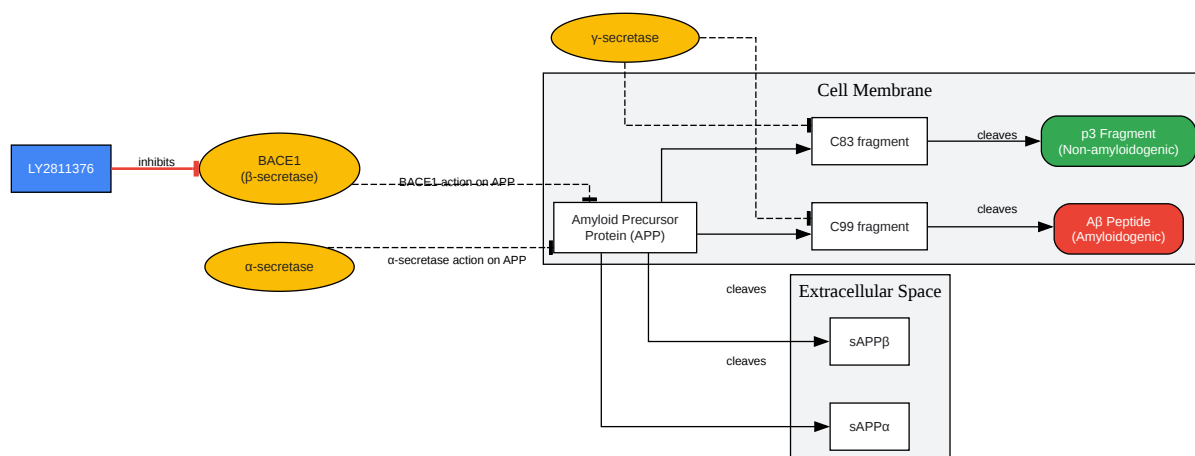 γ-secretase
Cell Membrane
LY2811376
inhibits
BACE1
(β-secretase)
C83 fragment
cleaves
p3 Fragment
(Non-amyloidogenic)
BACE1 action on APP
Amyloid Precursor
Protein (APP)
C99 fragment
cleaves
Aβ Peptide
(Amyloidogenic)
α-secretase
α-secretase action on APP
cleaves
Extracellular Space
sAPPβ
cleaves
sAPPα